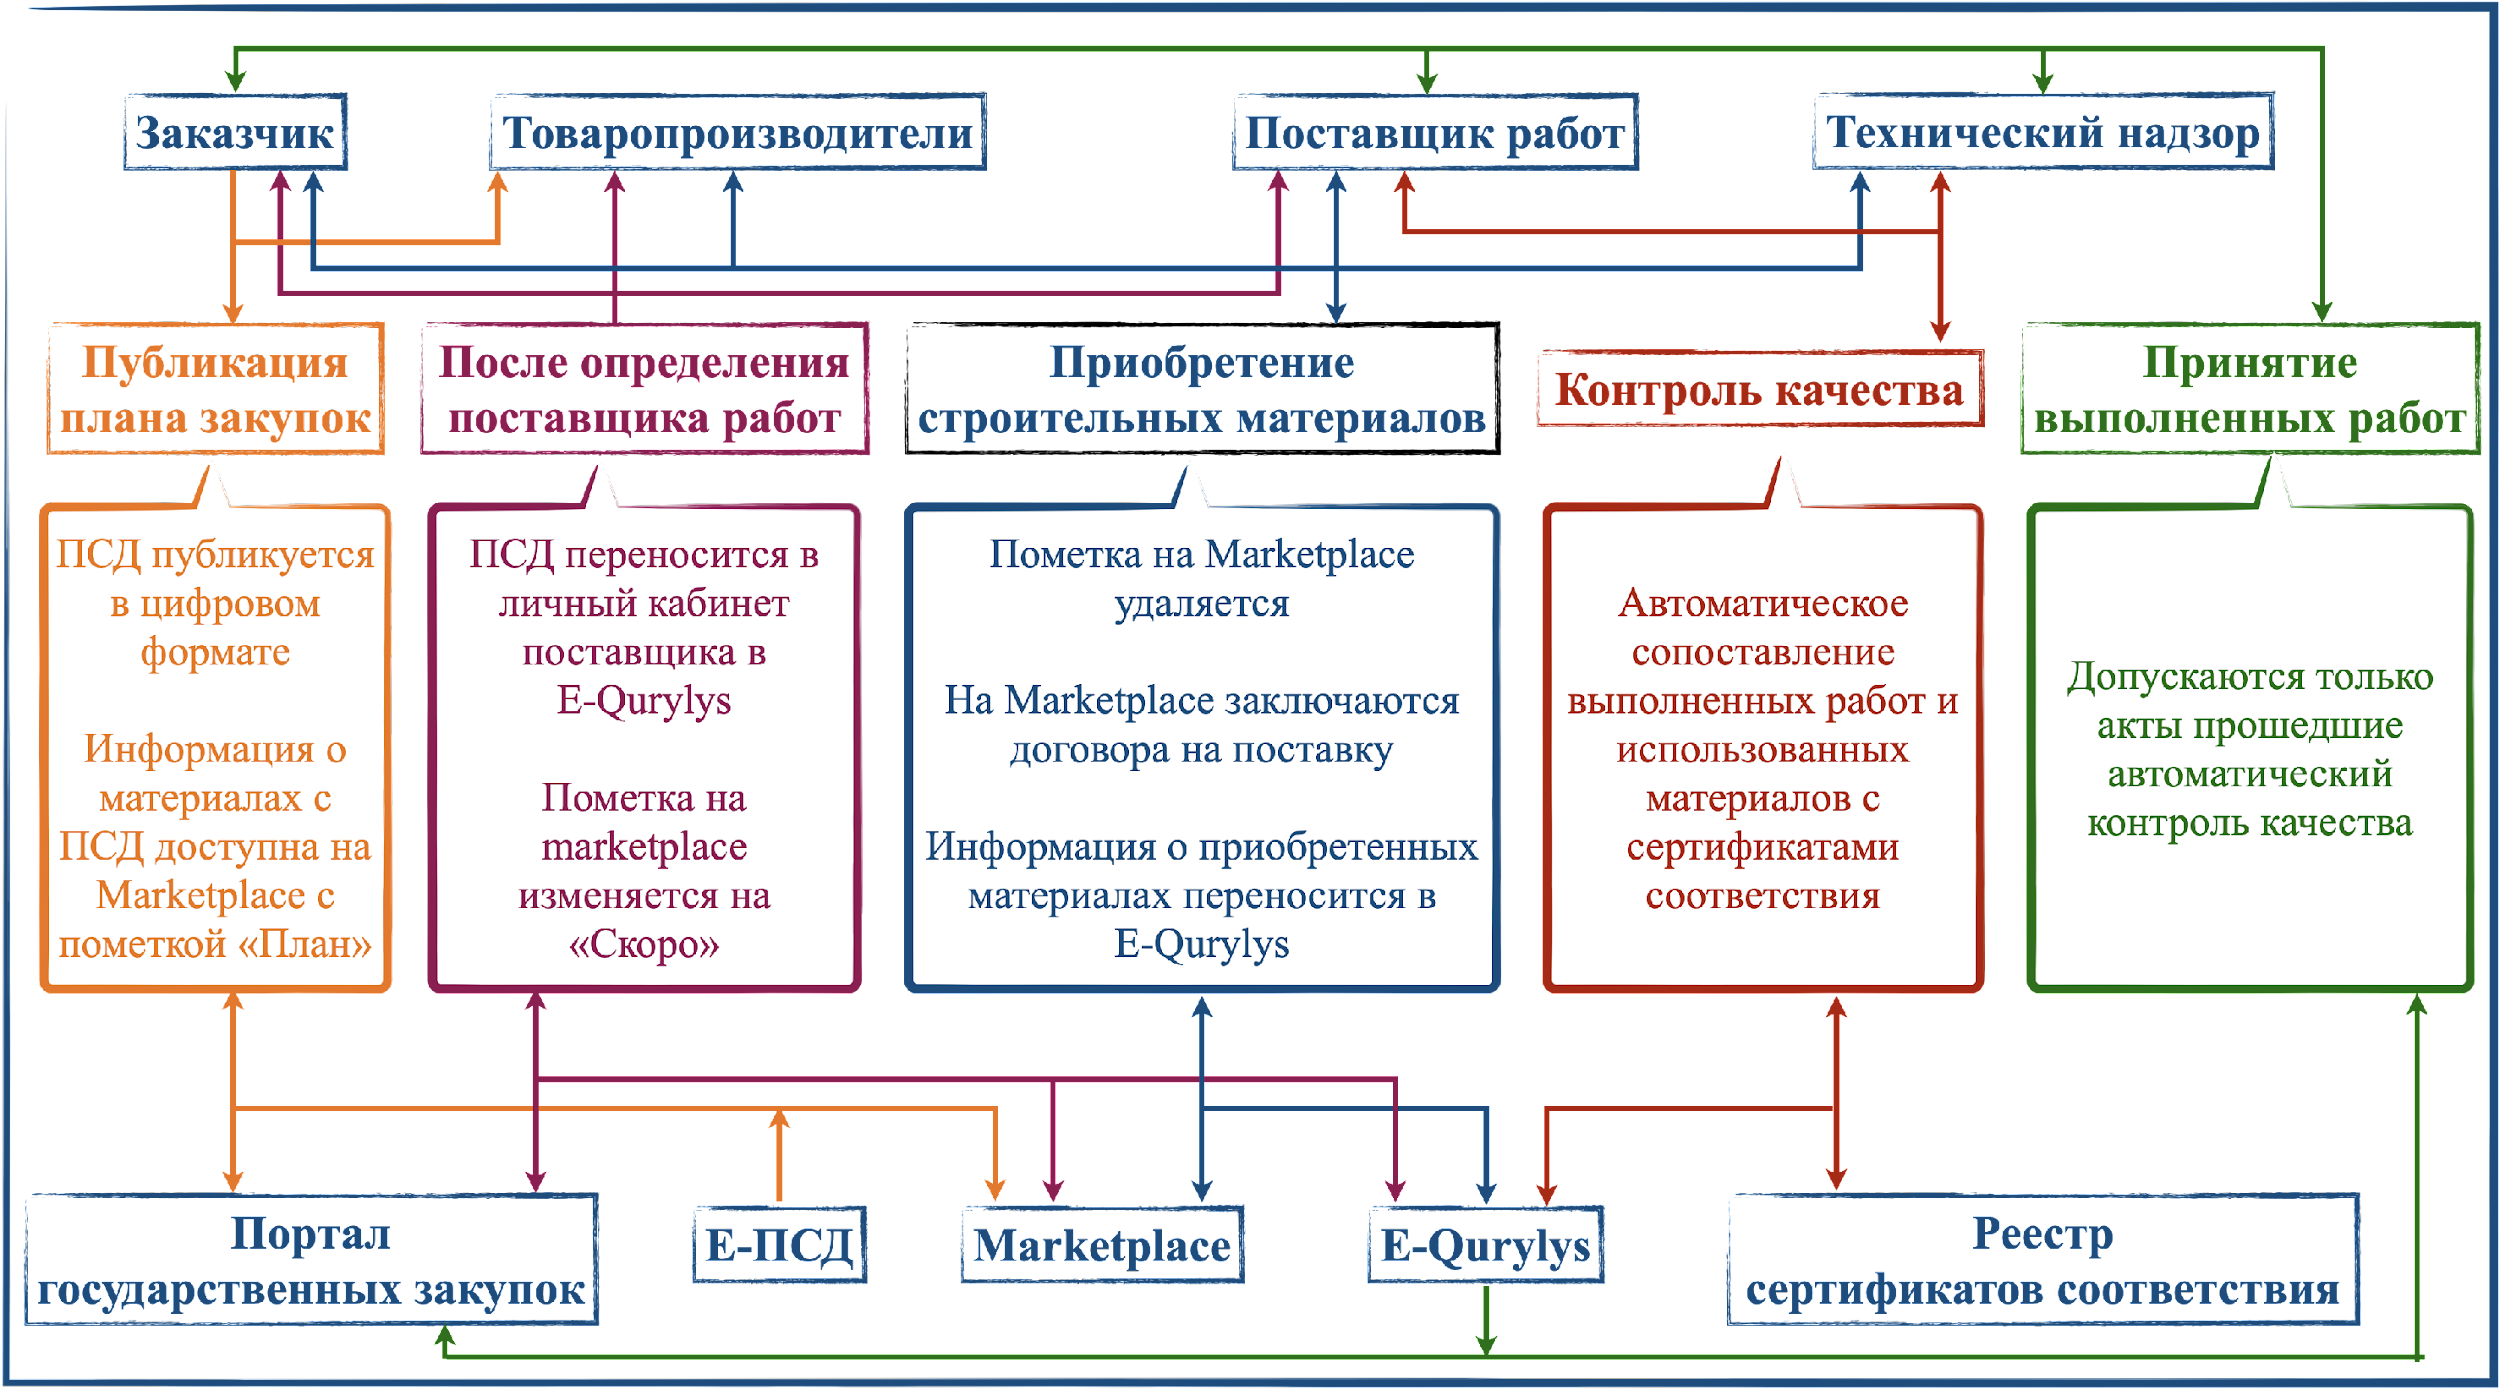 Заказчик
Товаропроизводители
Поставщик работ
Технический надзор
Публикация
плана закупок
После определения
поставщика работ
Приобретение
строительных материалов
Контроль качества
Принятие
выполненных работ
ПСД публикуется
в цифровом
формате
Информация о
материалах с
ПСД доступна на
Marketplace с
пометкой «План»
ПСД переносится в
личный кабинет
поставщика в
E-Qurylys
Пометка на
marketplace
изменяется на
«Скоро»
Пометка на Marketplace
удаляется
На Marketplace заключаются
договора на поставку
Информация о приобретенных
материалах переносится в
E-Qurylys
Автоматическое
сопоставление
выполненных работ и
использованных
материалов с
сертификатами
соответствия
Допускаются только
акты прошедшие
автоматический
контроль качества
Портал
государственных закупок
Е-ПСД
Marketplace
E-Qurylys
Реестр
сертификатов соответствия